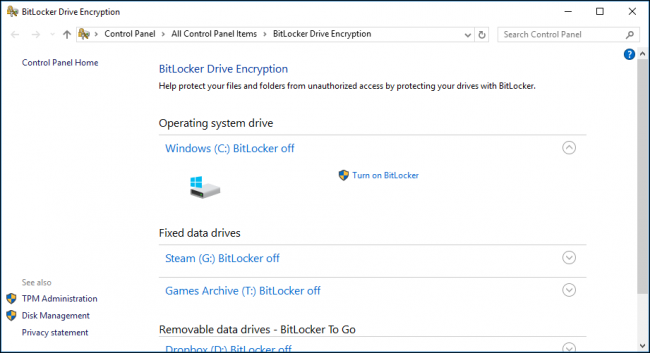 BitLocker Drive Encryption
Control Panel > All Control Panel Items > BitLocker Drive Encryption
Search Control Panel
Control Panel Home
BitLocker Drive Encryption
Help protect your files and folders from unauthorized access by protecting your drives with BitLocker.
Operating system drive
Windows (C:) BitLocker off
Turn on BitLocker
Fixed data drives
Steam (G:) BitLocker off
Games Archive (T:) BitLocker off
Removable data drives - BitLocker To Go
Dropbox (D:) BitLocker off
See also
TPM Administration
Disk Management
Privacy statement